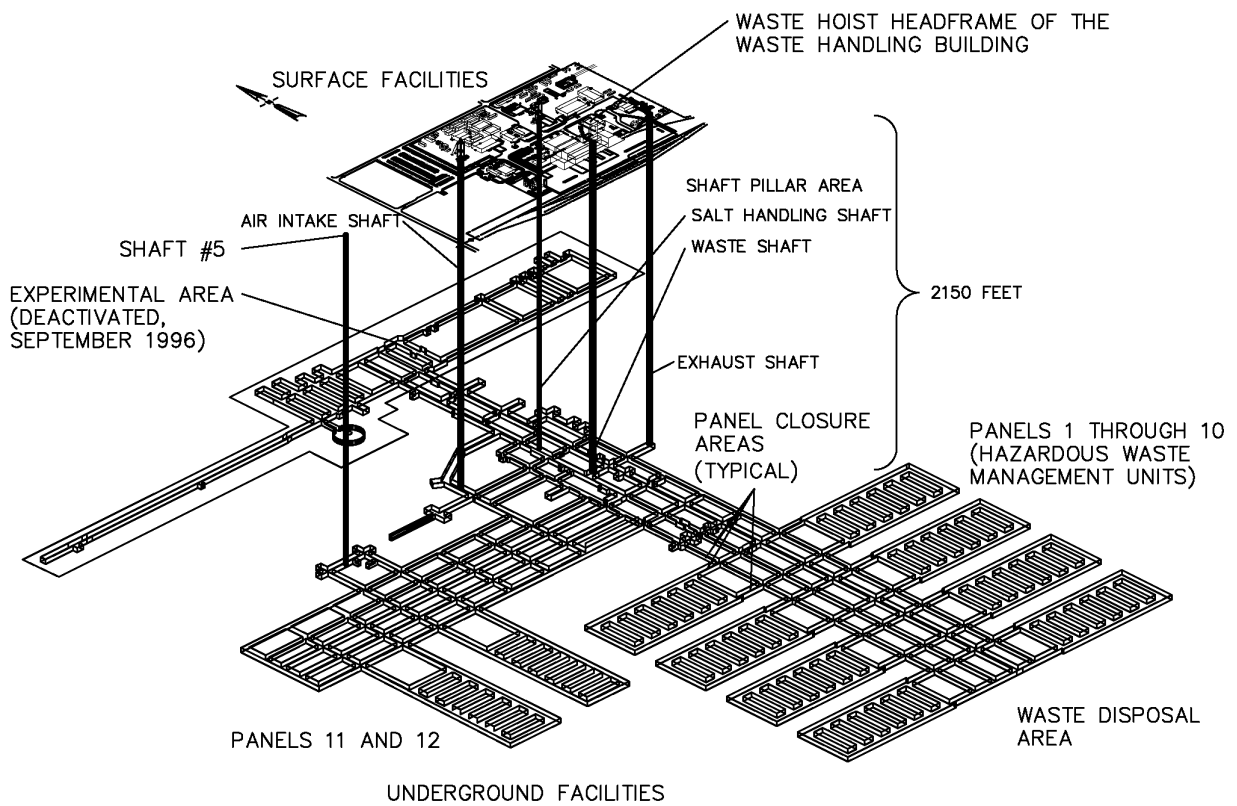 WASTE HOIST HEADFRAME OF THE
WASTE HANDLING BUILDING
SURFACE FACILITIES
SHAFT PILLAR AREA
AIR INTAKE SHAFT
SALT HANDLING SHAFT
SHAFT #5
WASTE SHAFT
EXPERIMENTAL AREA
(DEACTIVATED,
SEPTEMBER 1996)
2150 FEET
EXHAUST SHAFT
PANEL CLOSURE
AREAS
(TYPICAL)
PANELS 1 THROUGH 10
(HAZARDOUS WASTE
MANAGEMENT UNITS)
WASTE DISPOSAL
AREA
PANELS 11 AND 12
UNDERGROUND FACILITIES